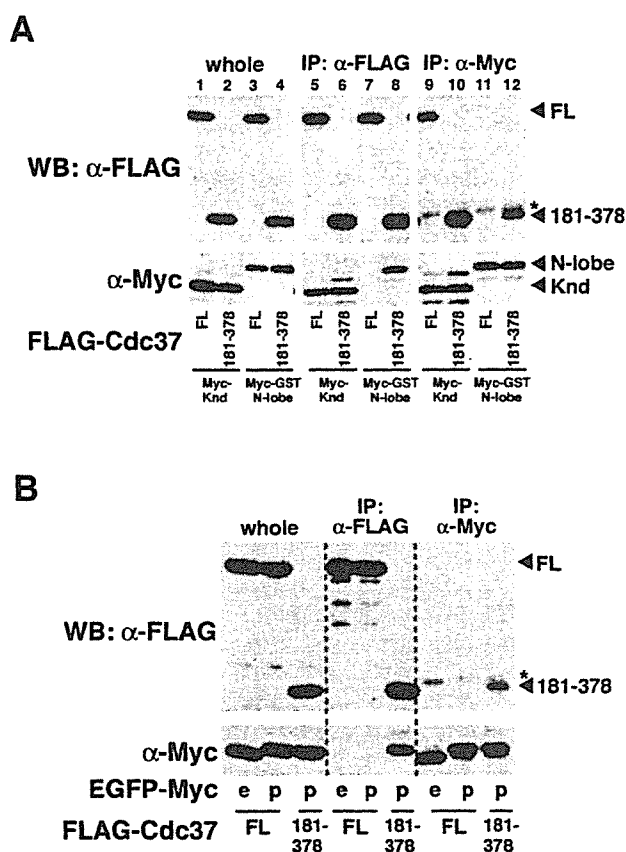 A
whole IP: α-FLAG IP: α-Myc
1 2 3 4 5 6 7 8 9 10 11 12
FL
WB: α-FLAG
*
181-378
N-lobe
α-Myc
Knd
FL 181-378 FL 181-378 FL 181-378 FL 181-378 FL 181-378 FL 181-378
FLAG-Cdc37
Myc-Knd Myc-GST N-lobe Myc-Knd Myc-GST N-lobe Myc-Knd Myc-GST N-lobe
B
IP: IP:
whole α-FLAG α-Myc
FL
WB: α-FLAG
*
181-378
α-Myc
EGFP-Myc e p p e p p e p p
FLAG-Cdc37 FL 181-378 FL 181-378 FL 181-378